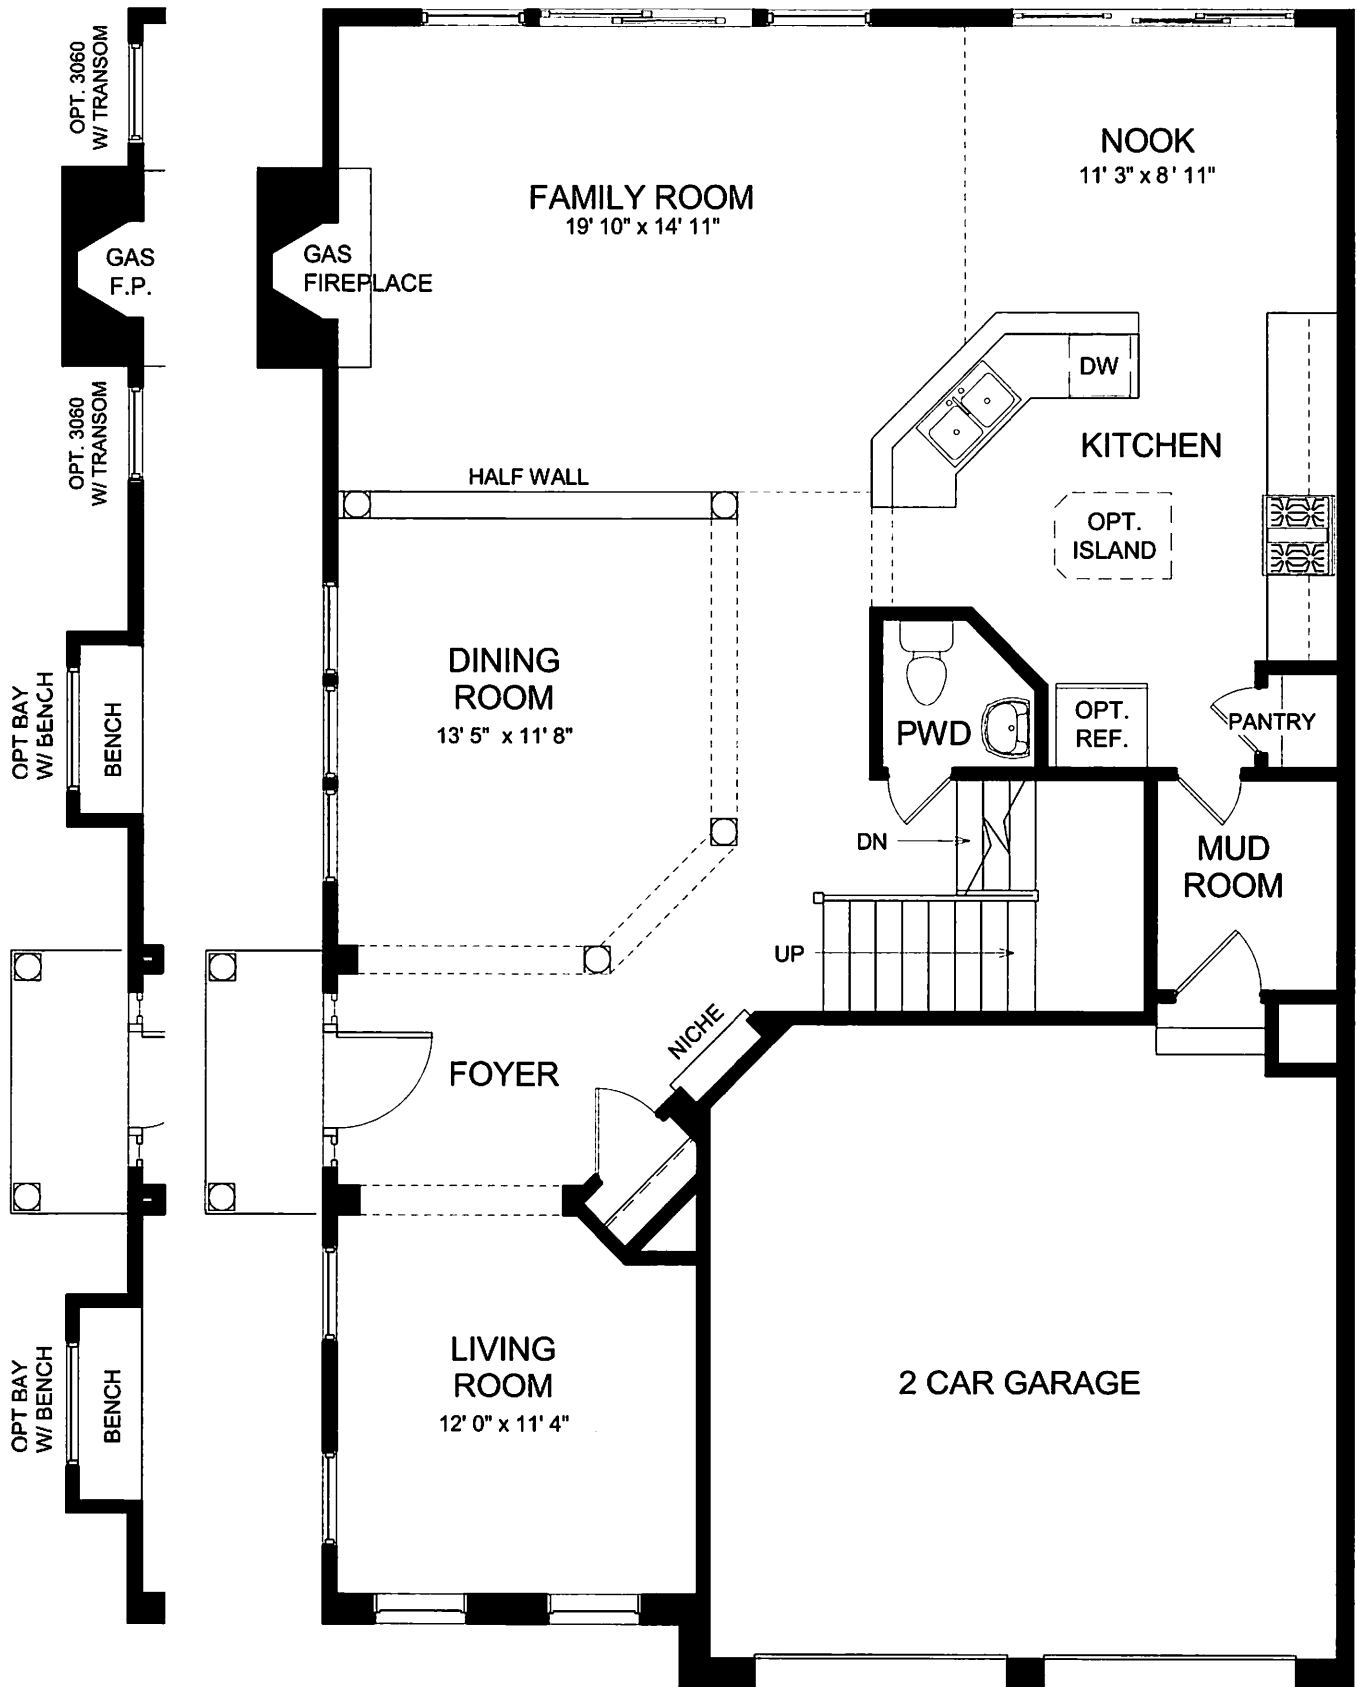 OPT. 3060
W/ TRANSOM
GAS
F.P.
OPT. 3060
W/ TRANSOM
OPT BAY
W/ BENCH
BENCH
OPT BAY
W/ BENCH
BENCH
FAMILY ROOM
19' 10" x 14' 11"
NOOK
11' 3" x 8' 11"
GAS
FIREPLACE
DW
KITCHEN
HALF WALL
OPT.
ISLAND
DINING
ROOM
13' 5" x 11' 8"
PWD
OPT.
REF.
PANTRY
DN
MUD
ROOM
UP
NICHE
FOYER
LIVING
ROOM
12' 0" x 11' 4"
2 CAR GARAGE